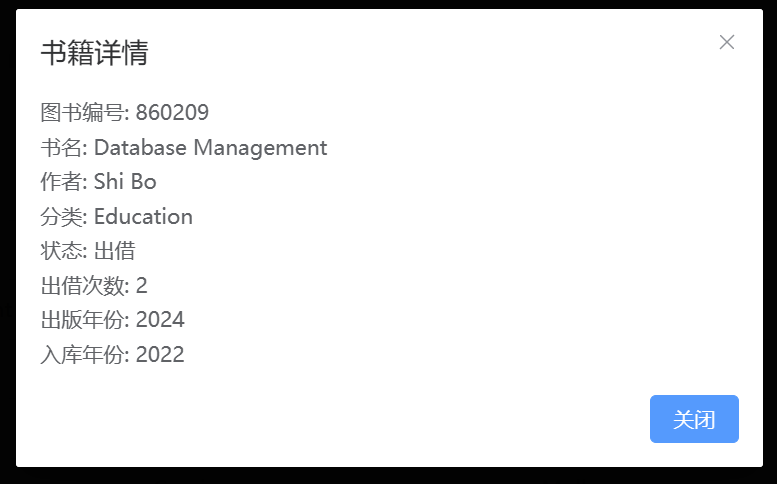 书籍详情
图书编号: 860209
书名: Database Management
作者: Shi Bo
分类: Education
状态: 出借
出借次数: 2
出版年份: 2024
入库年份: 2022
关闭